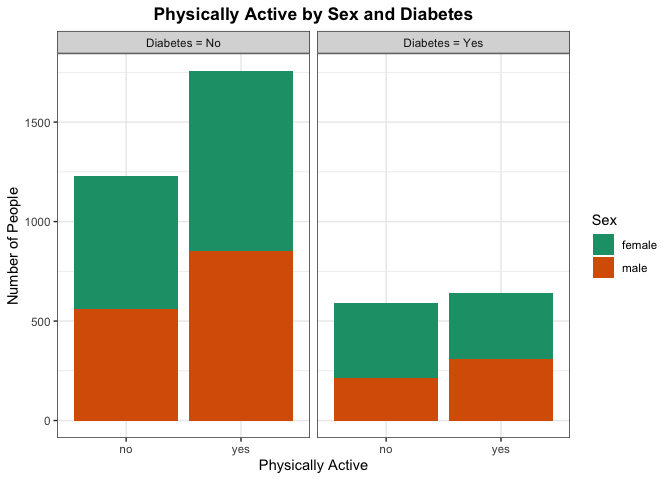 Physically Active by Sex and Diabetes
Diabetes = No
Diabetes = Yes
Number of People
1500
1000
500
0
no
yes
no
yes
Physically Active
Sex
female
male